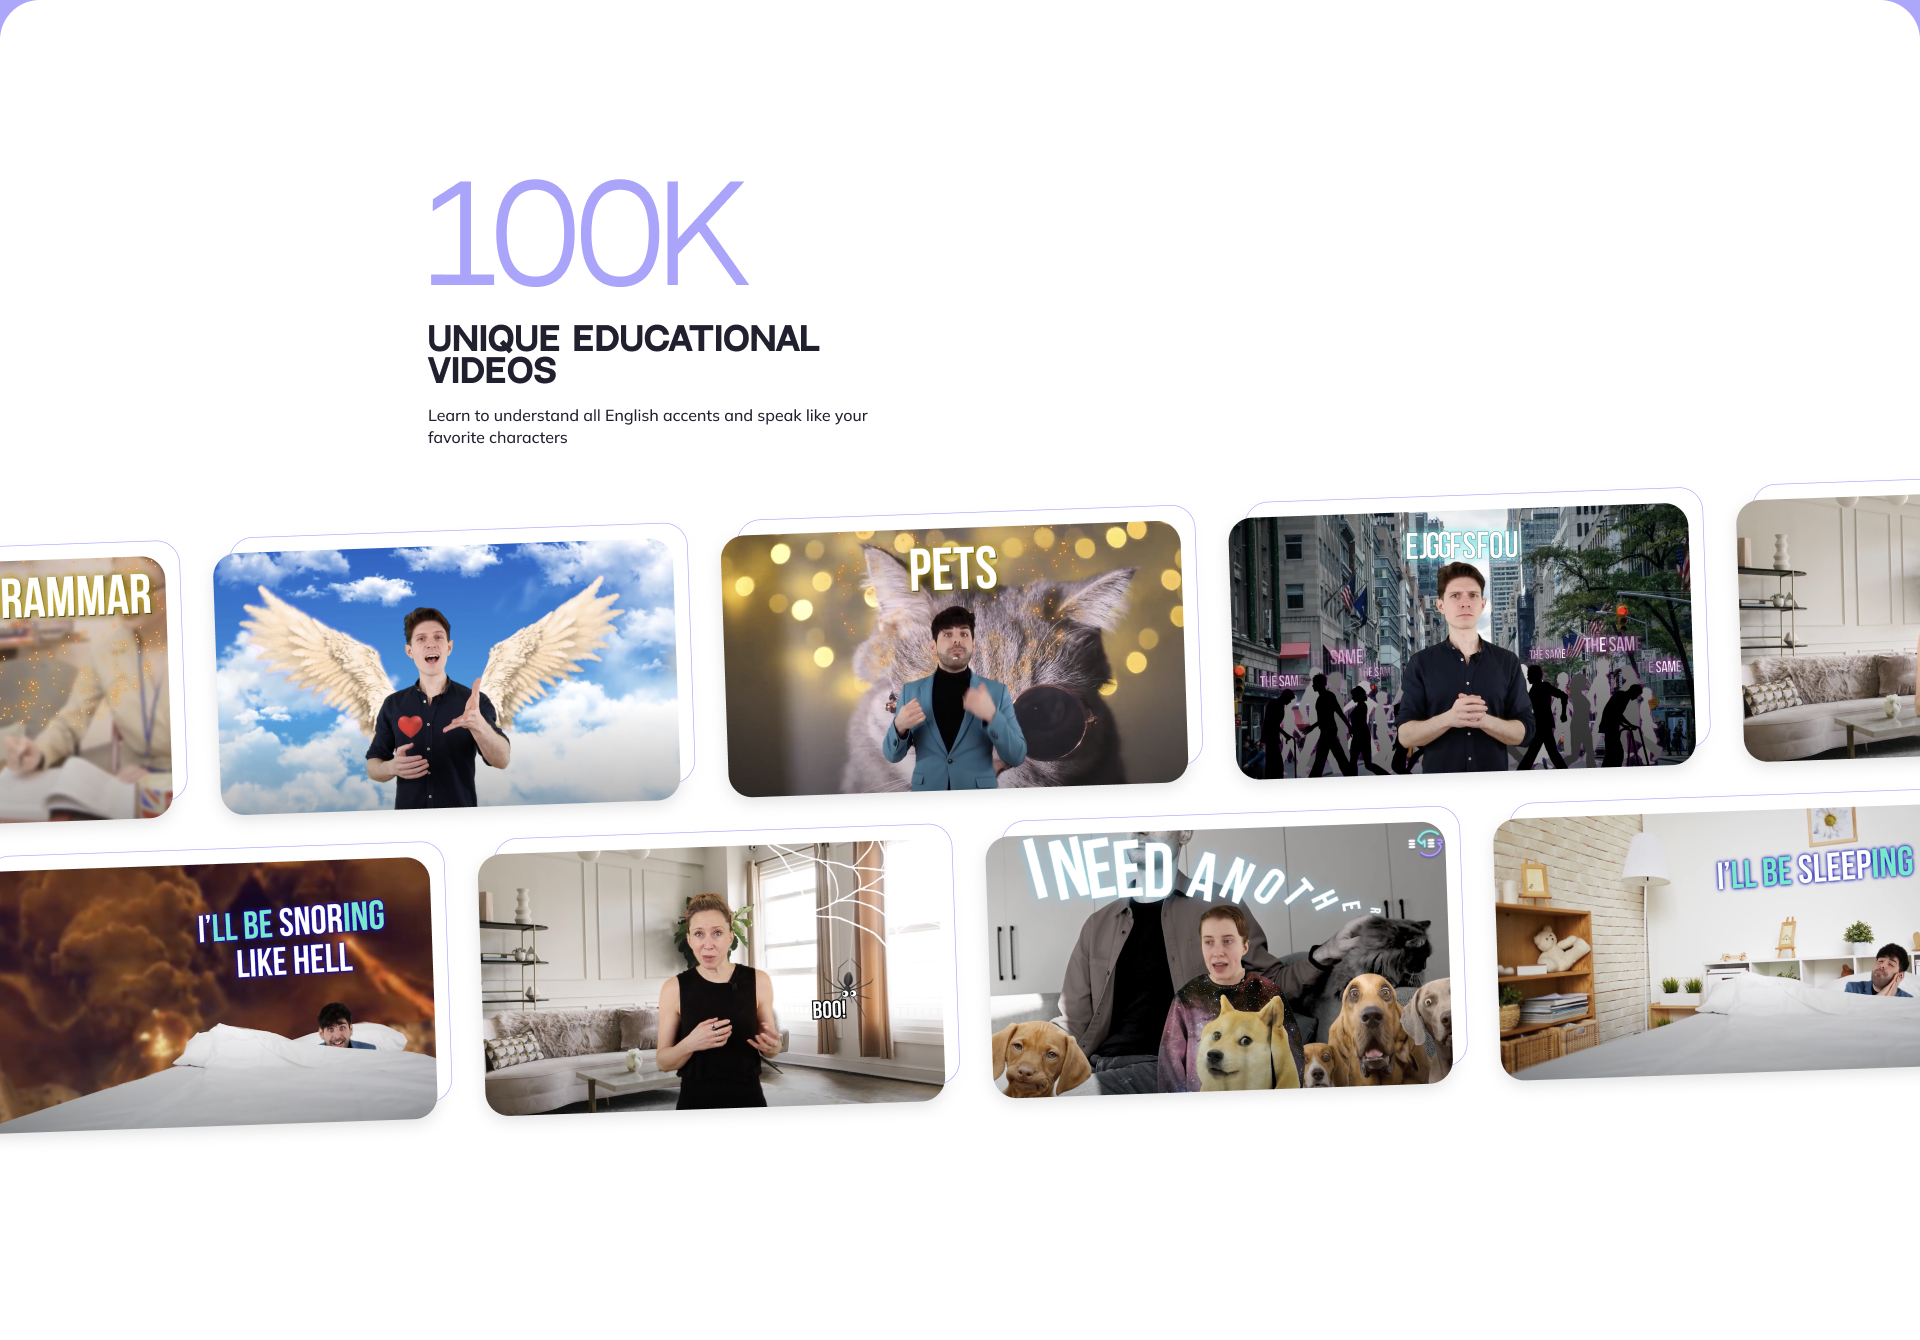 100K
UNIQUE EDUCATIONAL
VIDEOS
Learn to understand all English accents and speak like your
favorite characters
RAMMAR
PETS
EJGGFSFOU
SAME
THE SAME
THE SAME
THE SAM
THE SAM
E SAME
I'LL BE SNORING
LIKE HELL
BOO!
I NEED ANOTHER
I'LL BE SLEEPING